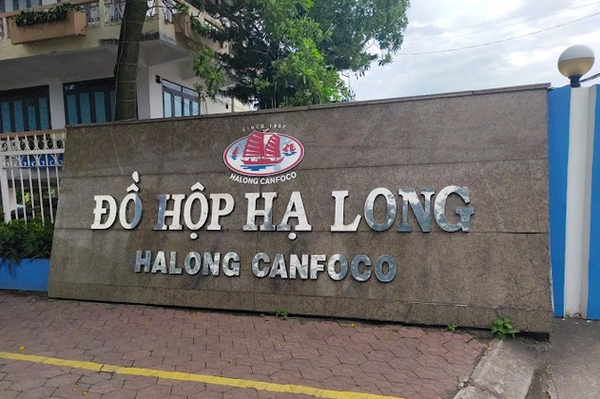 SINCE 1957
HALONG CANFOCO
ĐỒ HỘP HẠ LONG
HALONG CANFOCO